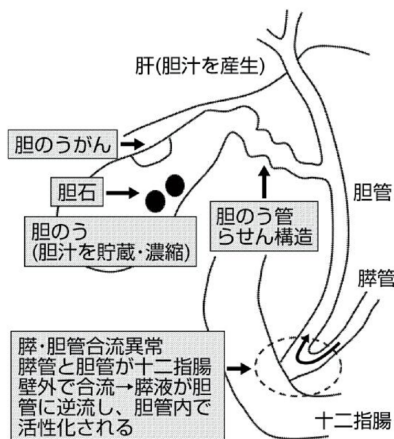 肝(胆汁を産生)
胆のうがん
胆石
胆のう
(胆汁を貯蔵・濃縮)
胆のう管
らせん構造
胆管
膵管
膵・胆管合流異常
膵管と胆管が十二指腸
壁外で合流→膵液が胆
管に逆流し、胆管内で
活性化される
十二指腸